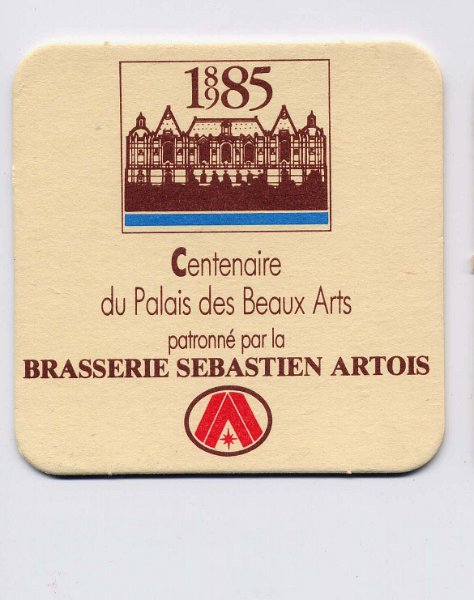 1885
1985
Centenaire
du Palais des Beaux Arts
patronné par la
BRASSERIE SEBASTIEN ARTOIS